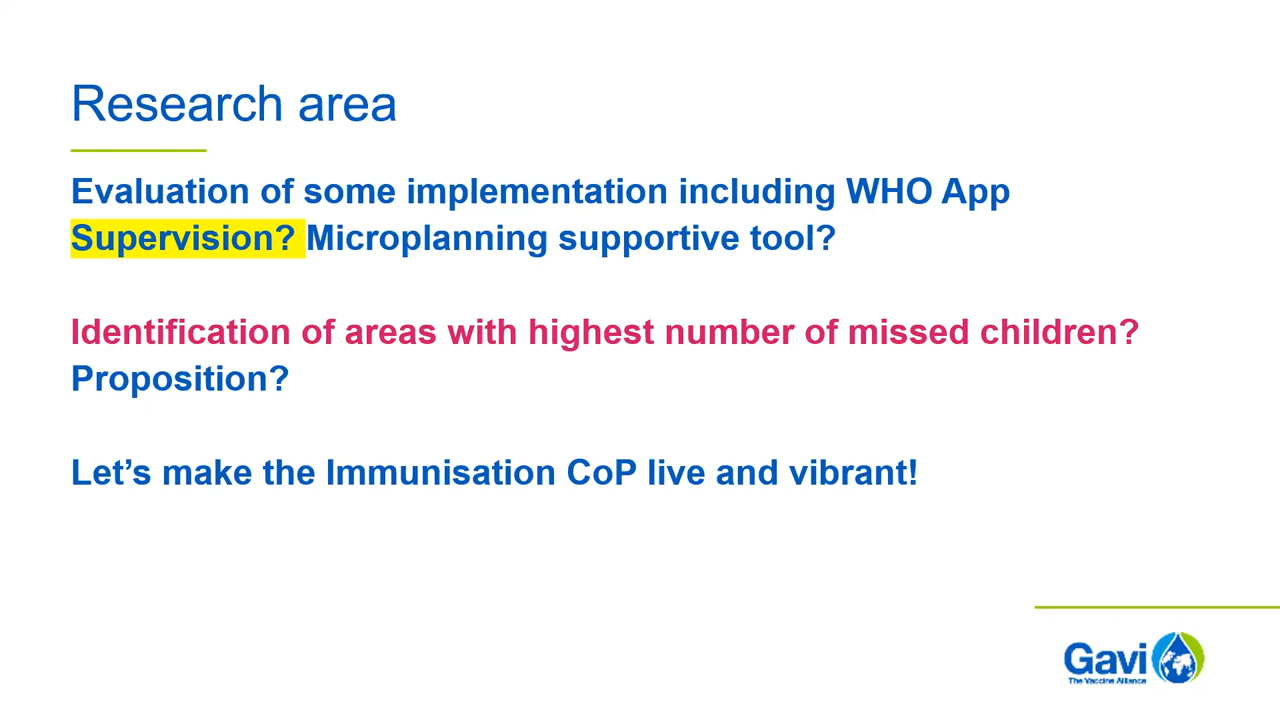 Research area
Evaluation of some implementation including WHO App
Supervision? Microplanning supportive tool?
Identification of areas with highest number of missed children?
Proposition?
Let’s make the Immunisation CoP live and vibrant!
Gavi
The Vaccine Alliance